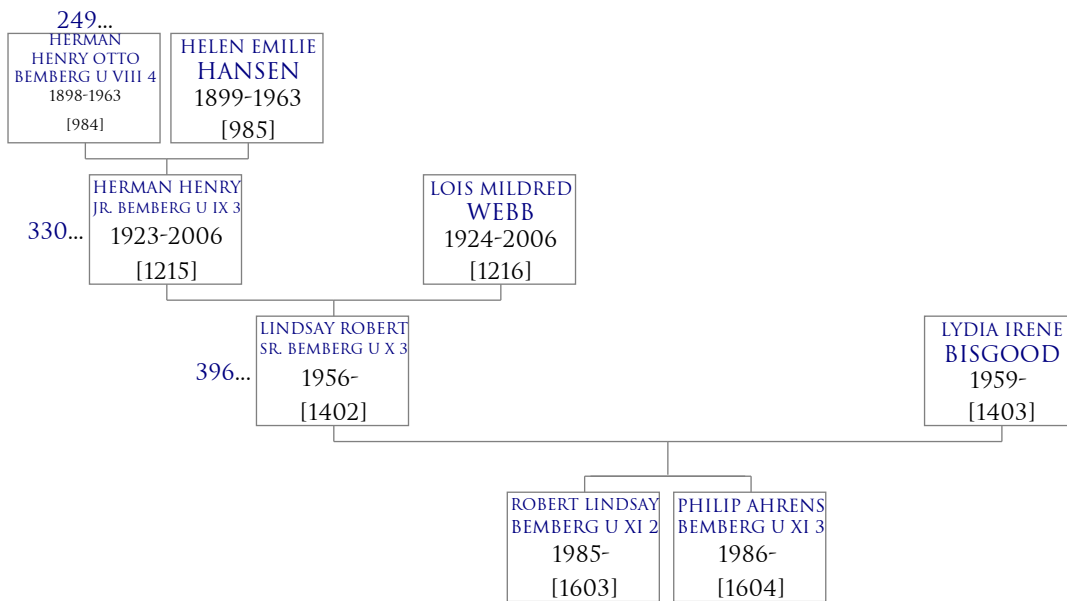 249...
HERMAN
HENRY OTTO
BEMBERG U VIII 4
1898-1963
[984]
HELEN EMILIE
HANSEN
1899-1963
[985]
330...
HERMAN HENRY
JR. BEMBERG U IX 3
1923-2006
[1215]
LOIS MILDRED
WEBB
1924-2006
[1216]
396...
LINDSAY ROBERT
SR. BEMBERG U X 3
1956-
[1402]
LYDIA IRENE
BISGOOD
1959-
[1403]
ROBERT LINDSAY
BEMBERG U XI 2
1985-
[1603]
PHILIP AHRENS
BEMBERG U XI 3
1986-
[1604]